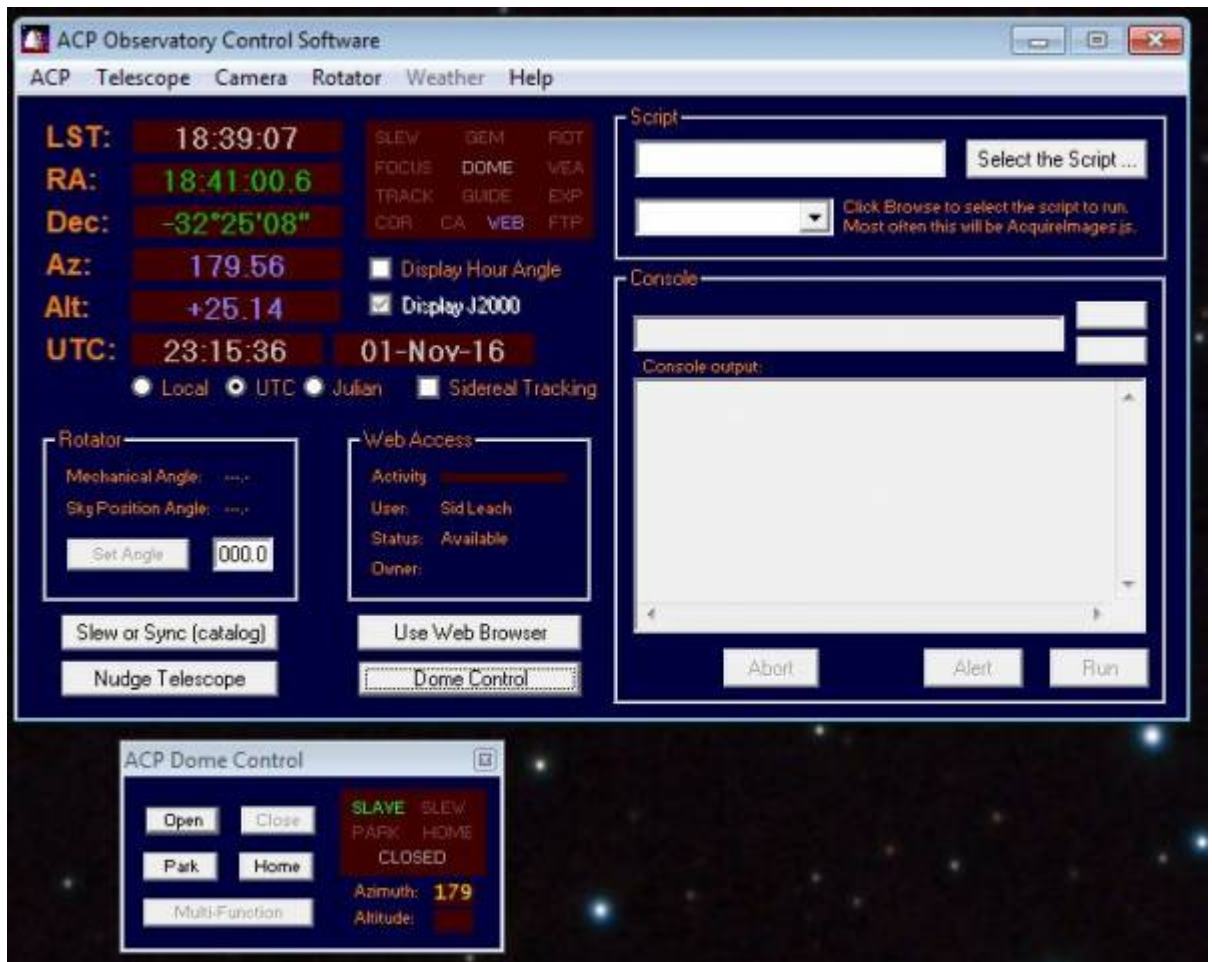 ACP Observatory Control Software
ACP Telescope Camera Rotator Weather Help
LST: 18:39:07
RA: 18:41:00.6
Dec: -32°25'08"
Az: 179.56
Alt: +25.14
UTC: 23:15:36 01-Nov-16
Local UTC Julian Sidereal Tracking
SLEW GEM ROT
FOCUS DOME WEA
TRACK GUIDE EXP
COR CA WEB FTP
Display Hour Angle
Display J2000
Rotator
Mechanical Angle: ---.-
Sky Position Angle: ---.-
Set Angle 000.0
Web Access
Activity
User: Sid Leach
Status: Available
Owner:
Slew or Sync (catalog)
Nudge Telescope
Use Web Browser
Dome Control
Script
Select the Script ...
Click Browse to select the script to run.
Most often this will be AcquireImages.js.
Console
Console output:
Abort Alert Run
ACP Dome Control
Open Close
Park Home
Multi-Function
SLAVE SLEW
PARK HOME
CLOSED
Azimuth: 179
Altitude: